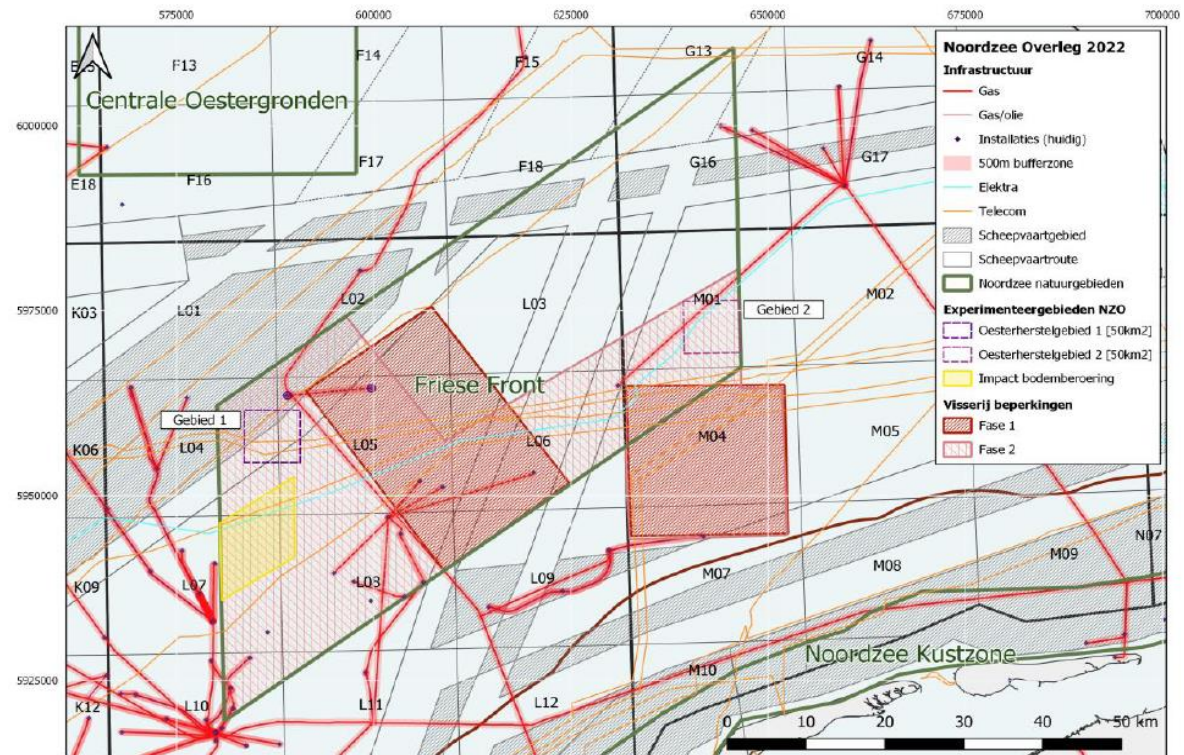 575000 600000 625000 650000 675000 700000
F13
F14
F15
G13
G14
Centrale Oestergronden
6000000
E18
F16
F17
F18
G16
G17
K03
L01
L02
L03
M01
M02
5975000
Gebied 2
Friese Front
Gebied 1
K06
L04
L05
L06
M04
M05
5950000
K09
L07
L03
L09
M07
M08
M09
N07
5925000
K12
L10
L11
L12
M10
Noordzee Kustzone
0 10 20 30 40 50 km
Noordzee Overleg 2022
Infrastructuur
Gas
Gas/olie
Installaties (huidig)
500m bufferzone
Elektra
Telecom
Scheepvaartgebied
Scheepvaartroute
Noordzee natuurgebieden
Experimenteergebieden NZO
Oesterherstelgebied 1 [50km2]
Oesterherstelgebied 2 [50km2]
Impact bodemberoering
Visserij beperkingen
Fase 1
Fase 2